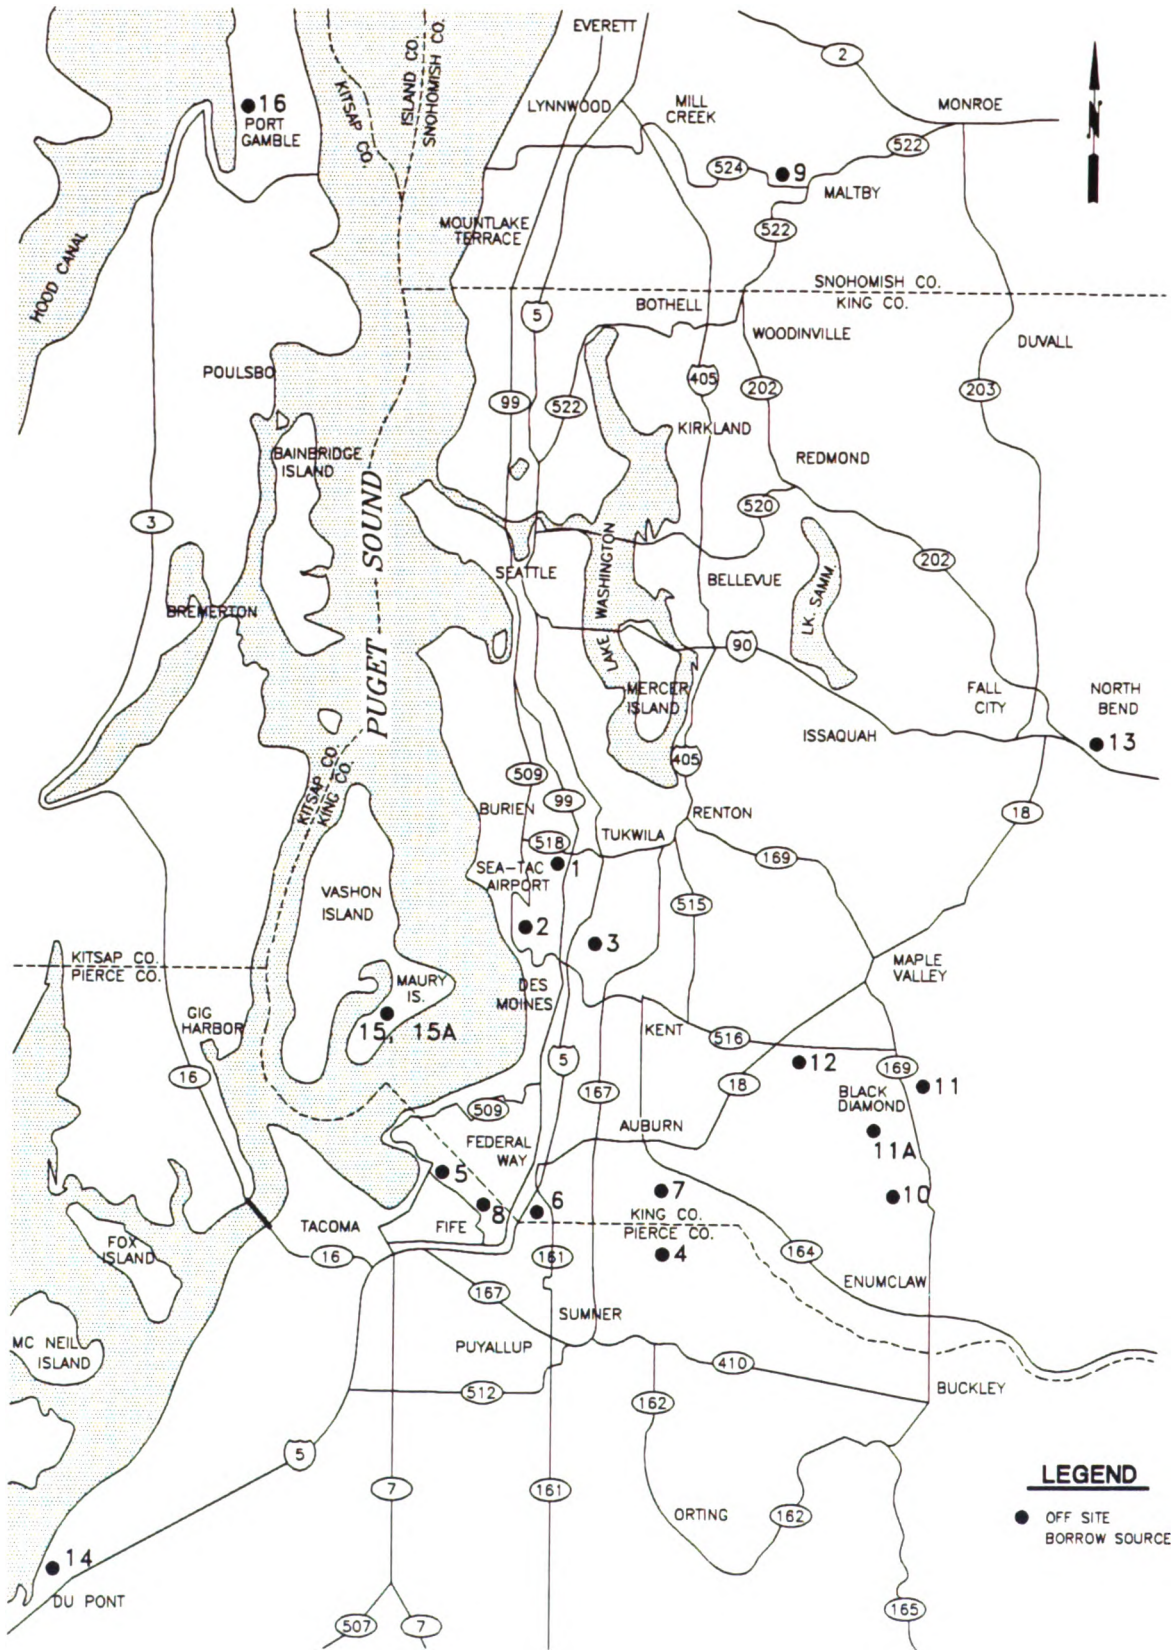 EVERETT
2
ISLAND CO.
SNOHOMISH CO.
KITSAP CO.
16
PORT
GAMBLE
LYNNWOOD
MILL
CREEK
MONROE
N
522
524
9
MALTBY
MOUNTLAKE
TERRACE
522
HOOD CANAL
SNOHOMISH CO.
KING CO.
5
BOTHELL
WOODINVILLE
DUVALL
POULSBO
99
522
405
202
203
KIRKLAND
BAINBRIDGE
ISLAND
REDMOND
3
PUGET SOUND
520
202
SEATTLE
LAKE WASHINGTON
BELLEVUE
LK. SAMM.
BREMERTON
90
MERCER
ISLAND
FALL
CITY
NORTH
BEND
ISSAQUAH
13
KITSAP CO.
KING CO.
405
509
99
BURIEN
RENTON
18
TUKWILA
518
169
1
SEA-TAC
AIRPORT
VASHON
ISLAND
515
2
3
KITSAP CO.
PIERCE CO.
MAPLE
VALLEY
MAURY
IS.
DES
MOINES
15, 15A
GIG
HARBOR
KENT
516
5
12
16
167
18
169
11
BLACK
DIAMOND
509
AUBURN
FEDERAL
WAY
11A
5
7
10
8
6
KING CO.
PIERCE CO.
TACOMA
FIFE
FOX
ISLAND
16
161
4
164
ENUMCLAW
167
SUMNER
MC NEIL
ISLAND
PUYALLUP
410
512
BUCKLEY
162
5
LEGEND
7
161
ORTING
162
OFF SITE
BORROW SOURCE
14
DU PONT
507
7
165